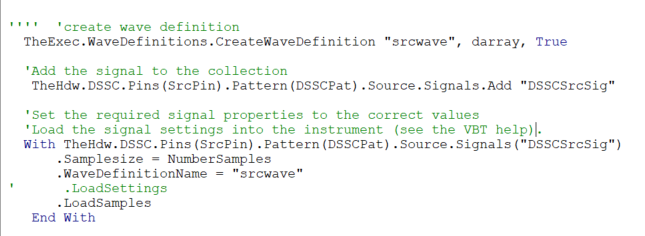 ''''  'create wave definition
TheExec.WaveDefinitions.CreateWaveDefinition "srcwave", darray, True
'Add the signal to the collection
TheHdw.DSSC.Pins(SrcPin).Pattern(DSSCPat).Source.Signals.Add "DSSCSrcSig"
'Set the required signal properties to the correct values
'Load the signal settings into the instrument (see the VBT help).
With TheHdw.DSSC.Pins(SrcPin).Pattern(DSSCPat).Source.Signals("DSSCSrcSig")
.Samplesize = NumberSamples
.WaveDefinitionName = "srcwave"
'      .LoadSettings
.LoadSamples
End With